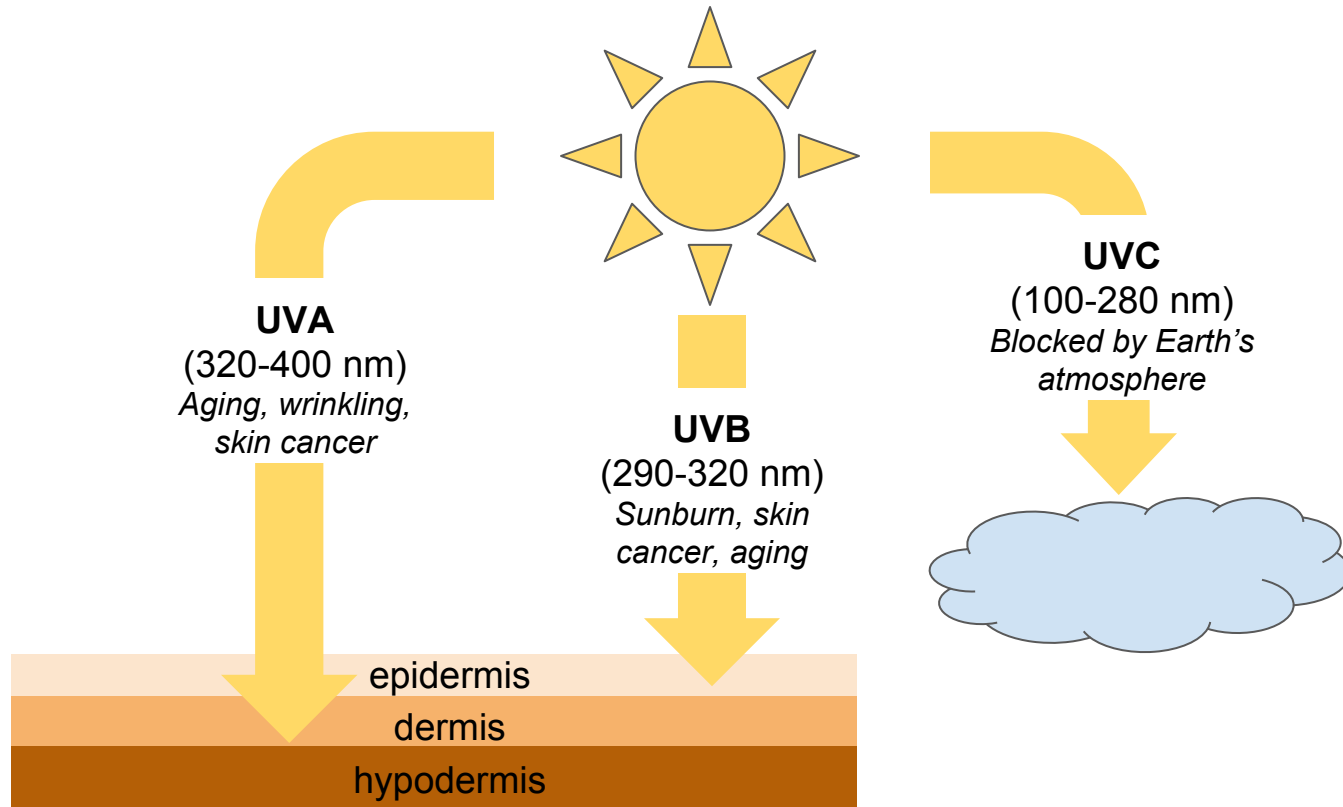 UVA
(320-400 nm)
Aging, wrinkling,
skin cancer
UVB
(290-320 nm)
Sunburn, skin
cancer, aging
UVC
(100-280 nm)
Blocked by Earth’s
atmosphere
epidermis
dermis
hypodermis